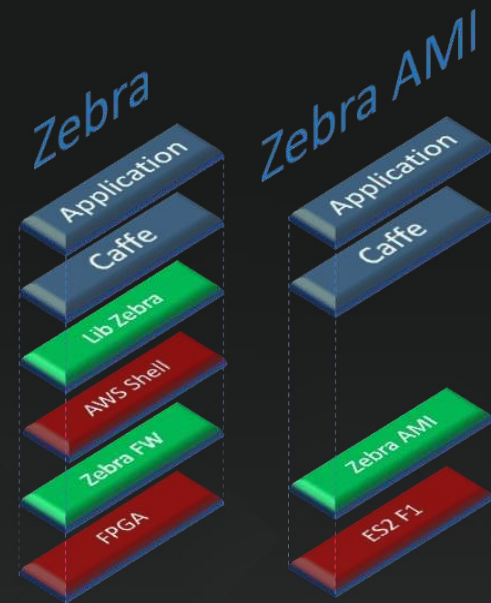 Zebra
Application
Caffe
Lib Zebra
AWS Shell
Zebra FW
FPGA
Zebra AMI
Application
Caffe
Zebra AMI
ES2 F1